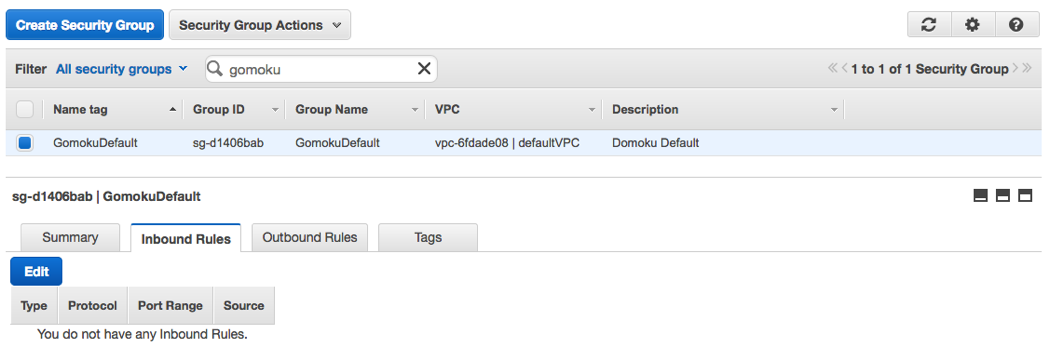 Create Security Group Security Group Actions
Filter All security groups gomoku 1 to 1 of 1 Security Group
Name tag Group ID Group Name VPC Description
GomokuDefault sg-d1406bab GomokuDefault vpc-6fdade08 | defaultVPC Domoku Default
sg-d1406bab | GomokuDefault
Summary Inbound Rules Outbound Rules Tags
Edit
Type Protocol Port Range Source
You do not have any Inbound Rules.